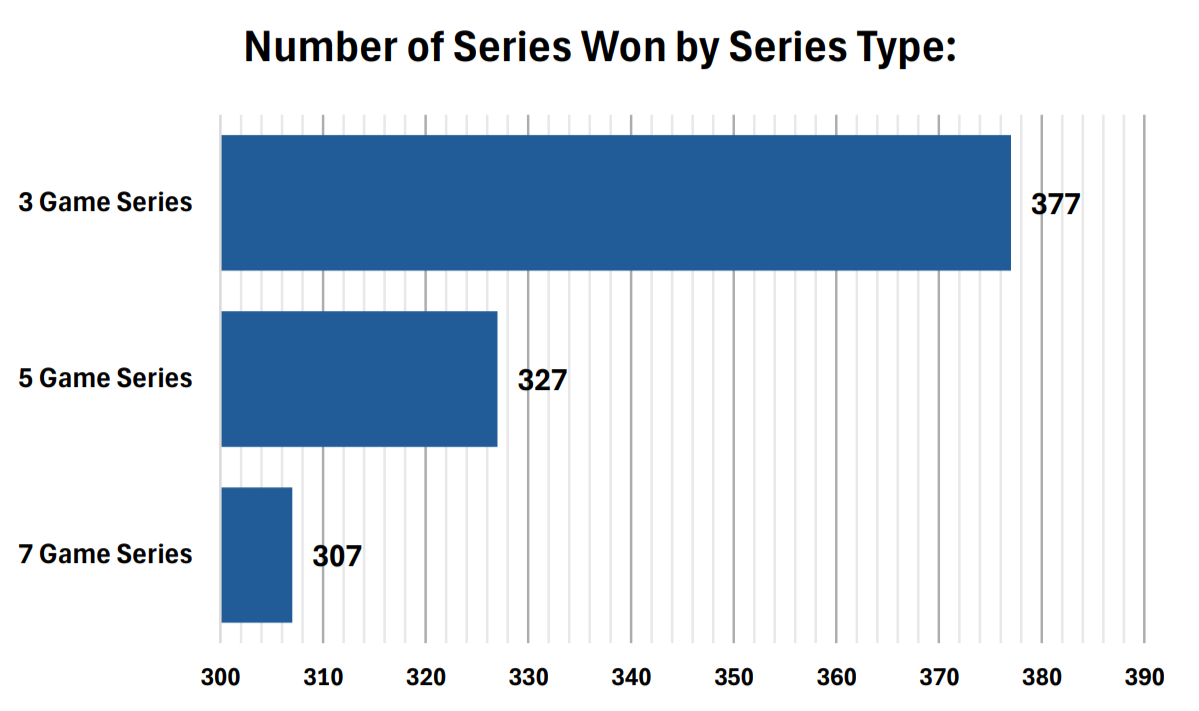 Number of Series Won by Series Type:
3 Game Series
377
5 Game Series
327
7 Game Series
307
300 310 320 330 340 350 360 370 380 390